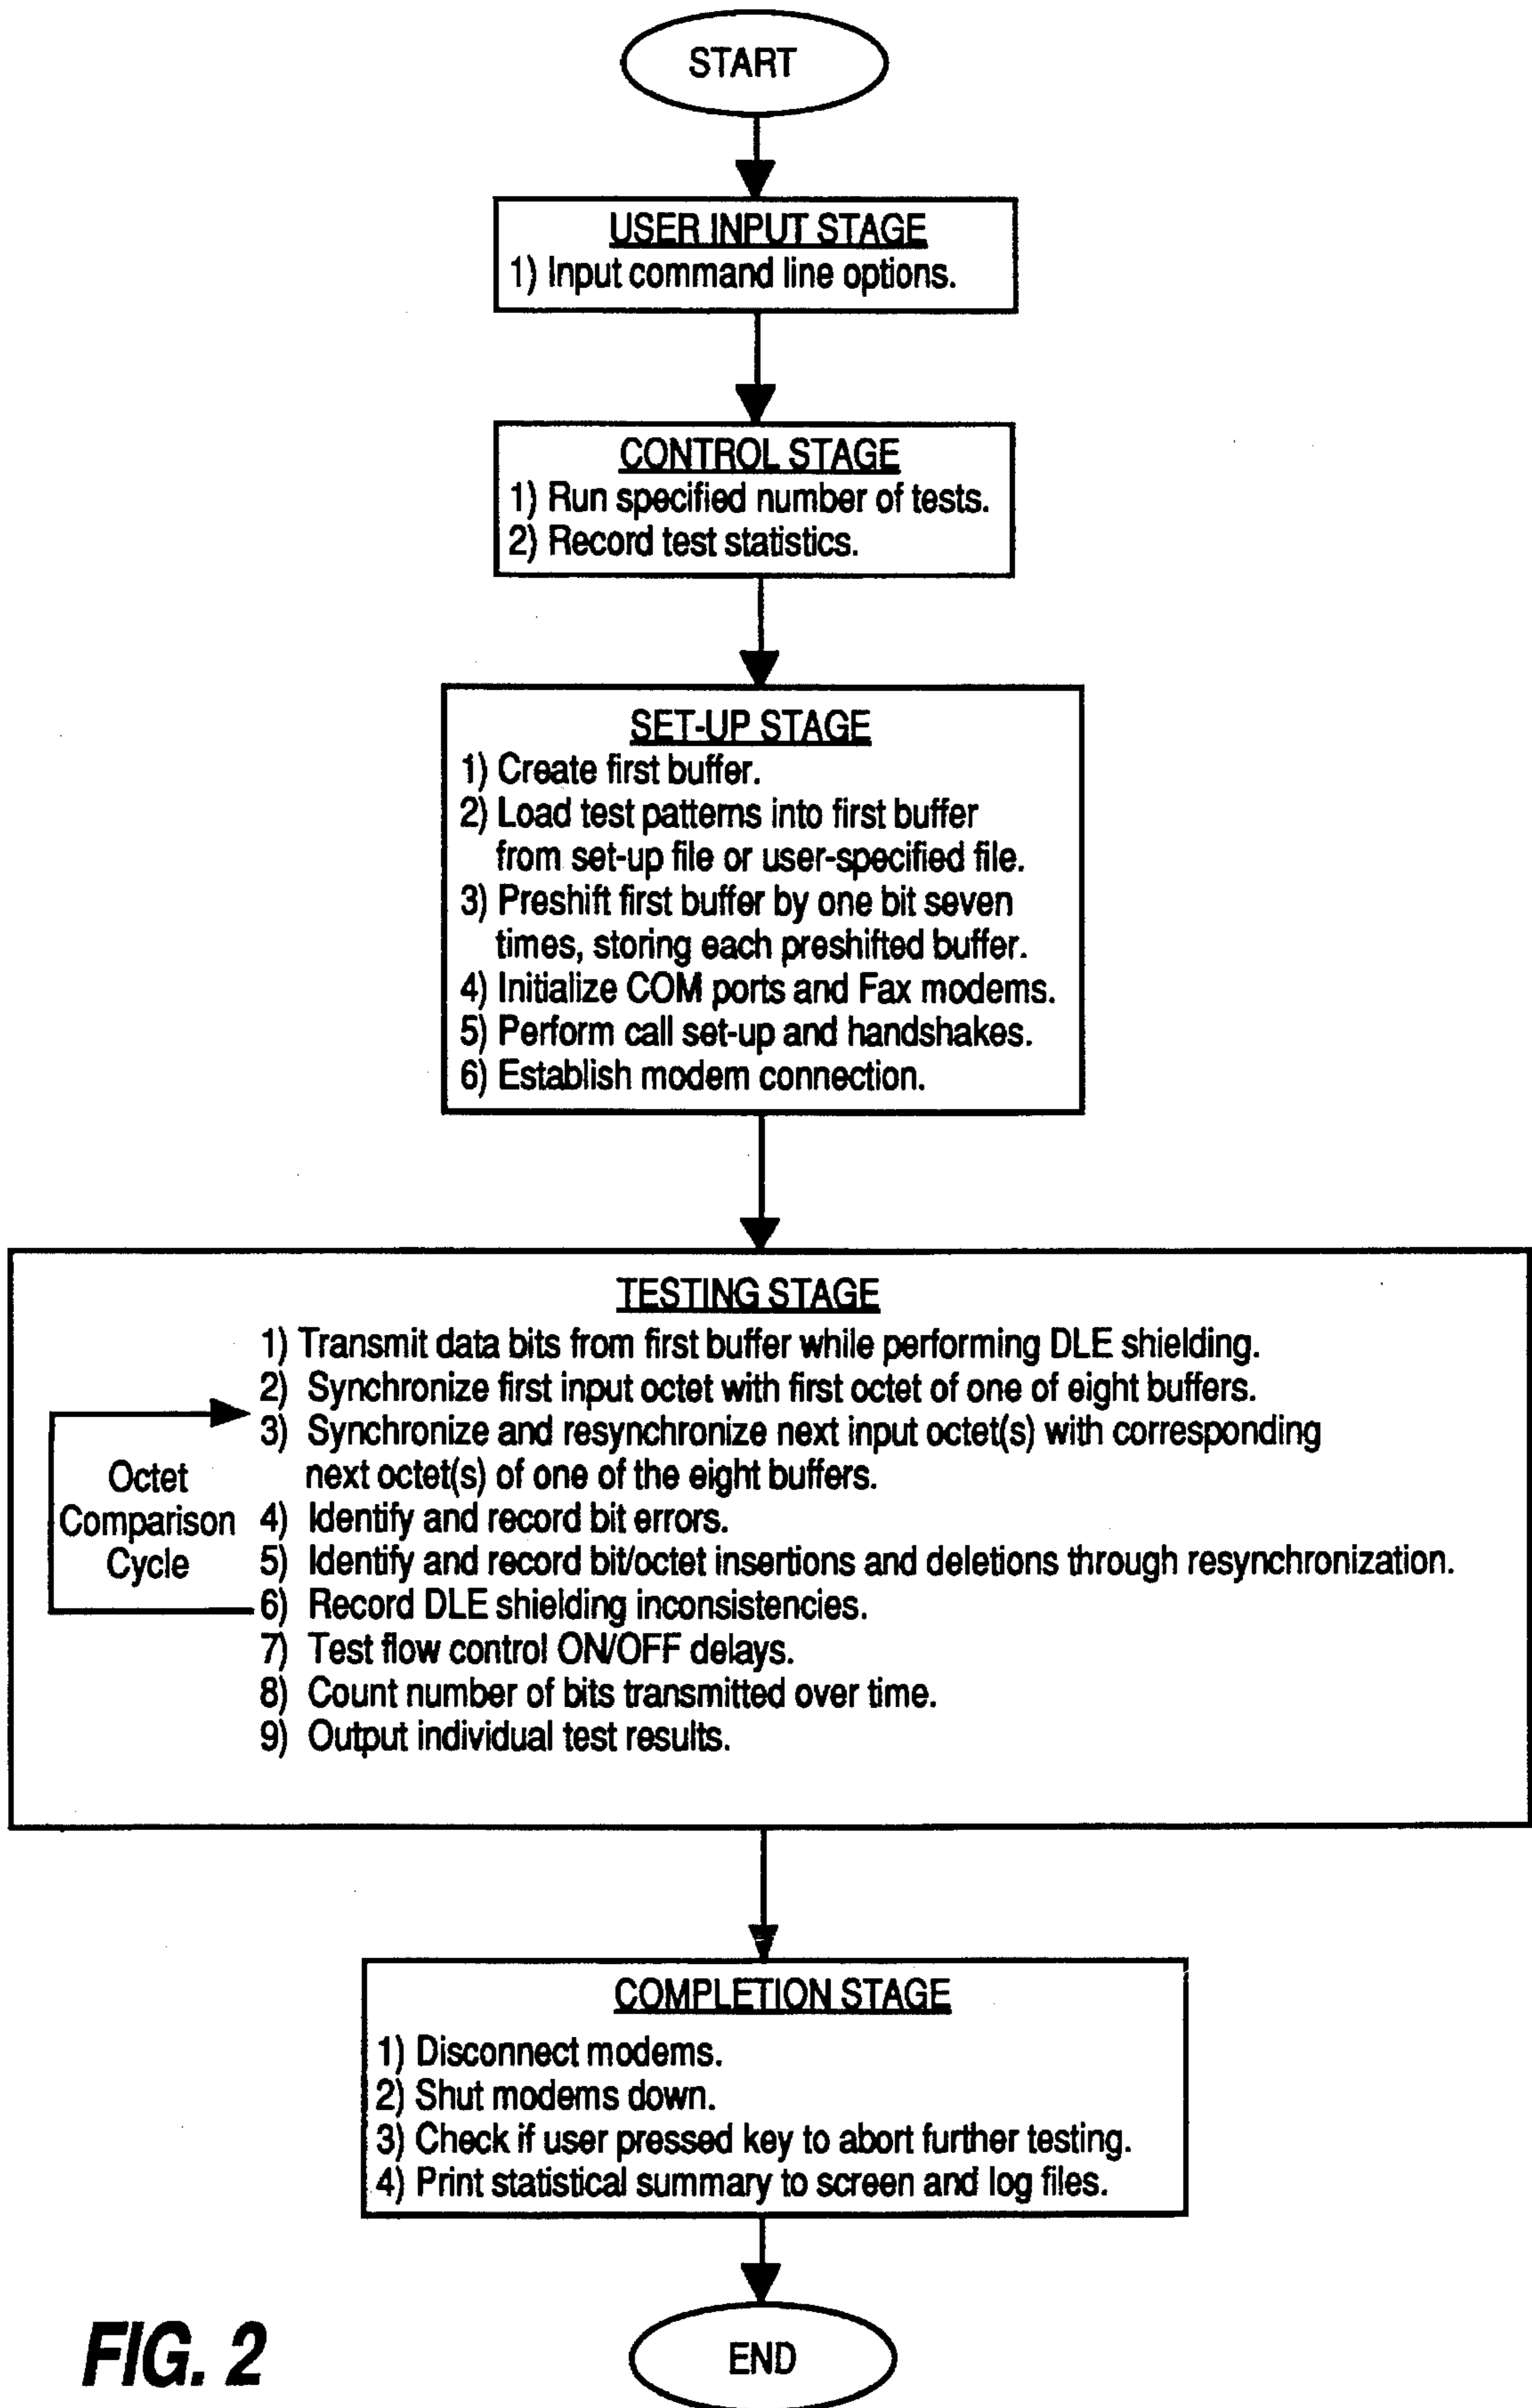 START
USER INPUT STAGE
1) Input command line options.
CONTROL STAGE
1) Run specified number of tests.
2) Record test statistics.
SET-UP STAGE
1) Create first buffer.
2) Load test patterns into first buffer
from set-up file or user-specified file.
3) Preshift first buffer by one bit seven
times, storing each preshifted buffer.
4) Initialize COM ports and Fax modems.
5) Perform call set-up and handshakes.
6) Establish modem connection.
TESTING STAGE
1) Transmit data bits from first buffer while performing DLE shielding.
2) Synchronize first input octet with first octet of one of eight buffers.
3) Synchronize and resynchronize next input octet(s) with corresponding
next octet(s) of one of the eight buffers.
4) Identify and record bit errors.
5) Identify and record bit/octet insertions and deletions through resynchronization.
6) Record DLE shielding inconsistencies.
7) Test flow control ON/OFF delays.
8) Count number of bits transmitted over time.
9) Output individual test results.
Octet
Comparison
Cycle
COMPLETION STAGE
1) Disconnect modems.
2) Shut modems down.
3) Check if user pressed key to abort further testing.
4) Print statistical summary to screen and log files.
END
FIG. 2